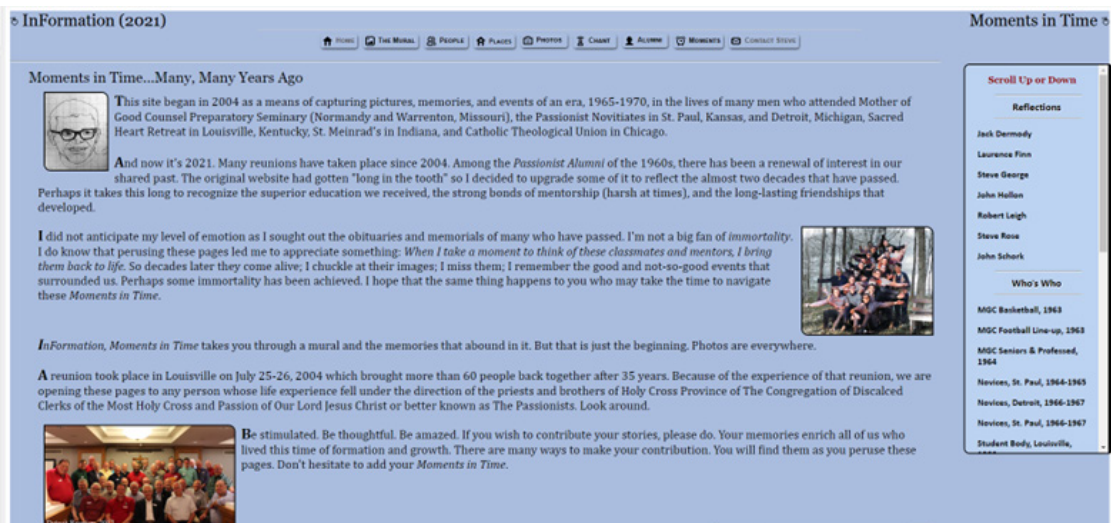 InFormation (2021)
Moments in Time
Home The Mural People Places Photos Chant Alumni Moments Contact Steve
Moments in Time...Many, Many Years Ago
This site began in 2004 as a means of capturing pictures, memories, and events of an era, 1965-1970, in the lives of many men who attended Mother of
Good Counsel Preparatory Seminary (Normandy and Warrenton, Missouri), the Passionist Novitiates in St. Paul, Kansas, and Detroit, Michigan, Sacred
Heart Retreat in Louisville, Kentucky, St. Meinrad's in Indiana, and Catholic Theological Union in Chicago.
And now it's 2021. Many reunions have taken place since 2004. Among the Passionist Alumni of the 1960s, there has been a renewal of interest in our
shared past. The original website had gotten "long in the tooth" so I decided to upgrade some of it to reflect the almost two decades that have passed.
Perhaps it takes this long to recognize the superior education we received, the strong bonds of mentorship (harsh at times), and the long-lasting friendships that
developed.
I did not anticipate my level of emotion as I sought out the obituaries and memorials of many who have passed. I'm not a big fan of immortality.
I do know that perusing these pages led me to appreciate something: When I take a moment to think of these classmates and mentors, I bring
them back to life. So decades later they come alive; I chuckle at their images; I miss them; I remember the good and not-so-good events that
surrounded us. Perhaps some immortality has been achieved. I hope that the same thing happens to you who may take the time to navigate
these Moments in Time.
InFormation, Moments in Time takes you through a mural and the memories that abound in it. But that is just the beginning. Photos are everywhere.
A reunion took place in Louisville on July 25-26, 2004 which brought more than 60 people back together after 35 years. Because of the experience of that reunion, we are
opening these pages to any person whose life experience fell under the direction of the priests and brothers of Holy Cross Province of The Congregation of Discalced
Clerks of the Most Holy Cross and Passion of Our Lord Jesus Christ or better known as The Passionists. Look around.
Be stimulated. Be thoughtful. Be amazed. If you wish to contribute your stories, please do. Your memories enrich all of us who
lived this time of formation and growth. There are many ways to make your contribution. You will find them as you peruse these
pages. Don't hesitate to add your Moments in Time.
Scroll Up or Down
Reflections
Jack Dermody
Laurence Finn
Steve George
John Hollon
Robert Leigh
Steve Rose
John Schork
Who's Who
MGC Basketball, 1963
MGC Football Line-up, 1963
MGC Seniors & Professed,
1964
Novices, St. Paul, 1964-1965
Novices, Detroit, 1966-1967
Novices, St. Paul, 1966-1967
Student Body, Louisville,